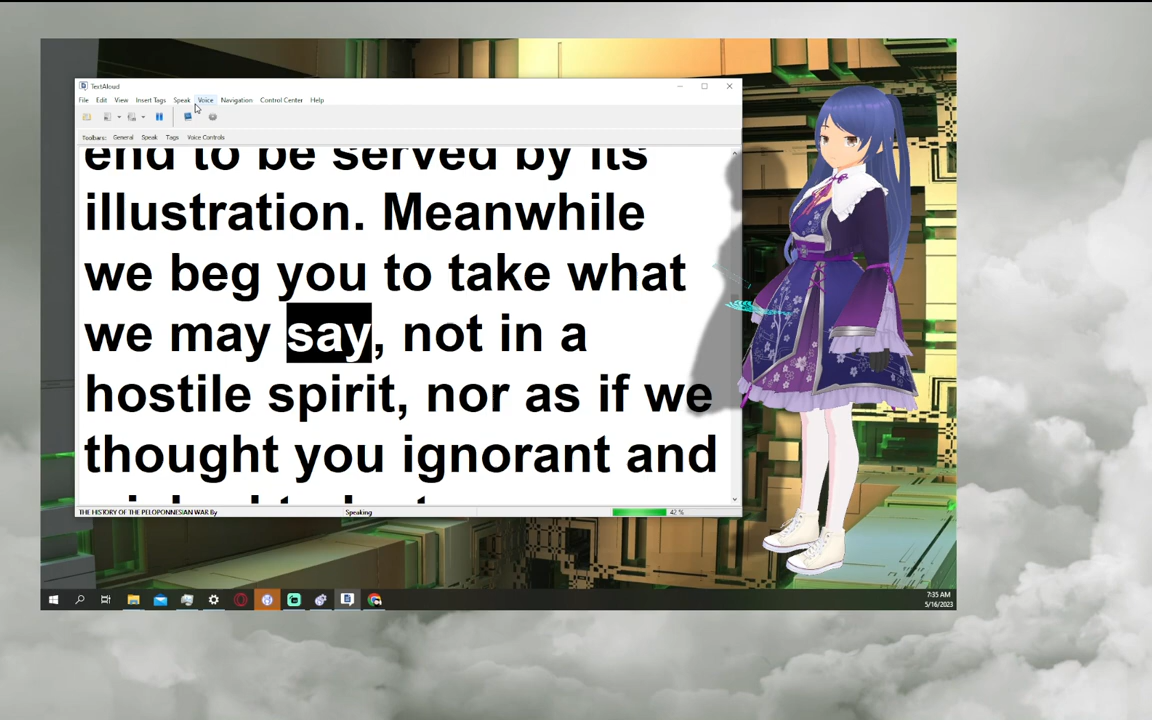 TextAloud
File Edit View Insert Tags Speak Voice Navigation Control Center Help
Toolbars: General Speak Tags Voice Controls
end to be served by its
illustration. Meanwhile
we beg you to take what
we may say, not in a
hostile spirit, nor as if we
thought you ignorant and
THE HISTORY OF THE PELOPONNESIAN WAR By Speaking 42 %
7:35 AM
5/16/2023